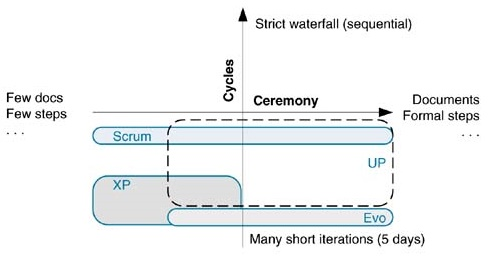 Strict waterfall (sequential)
Cycles
Few docs
Few steps
. . .
Ceremony
Documents
Formal steps
. . .
Scrum
UP
XP
Evo
Many short iterations (5 days)